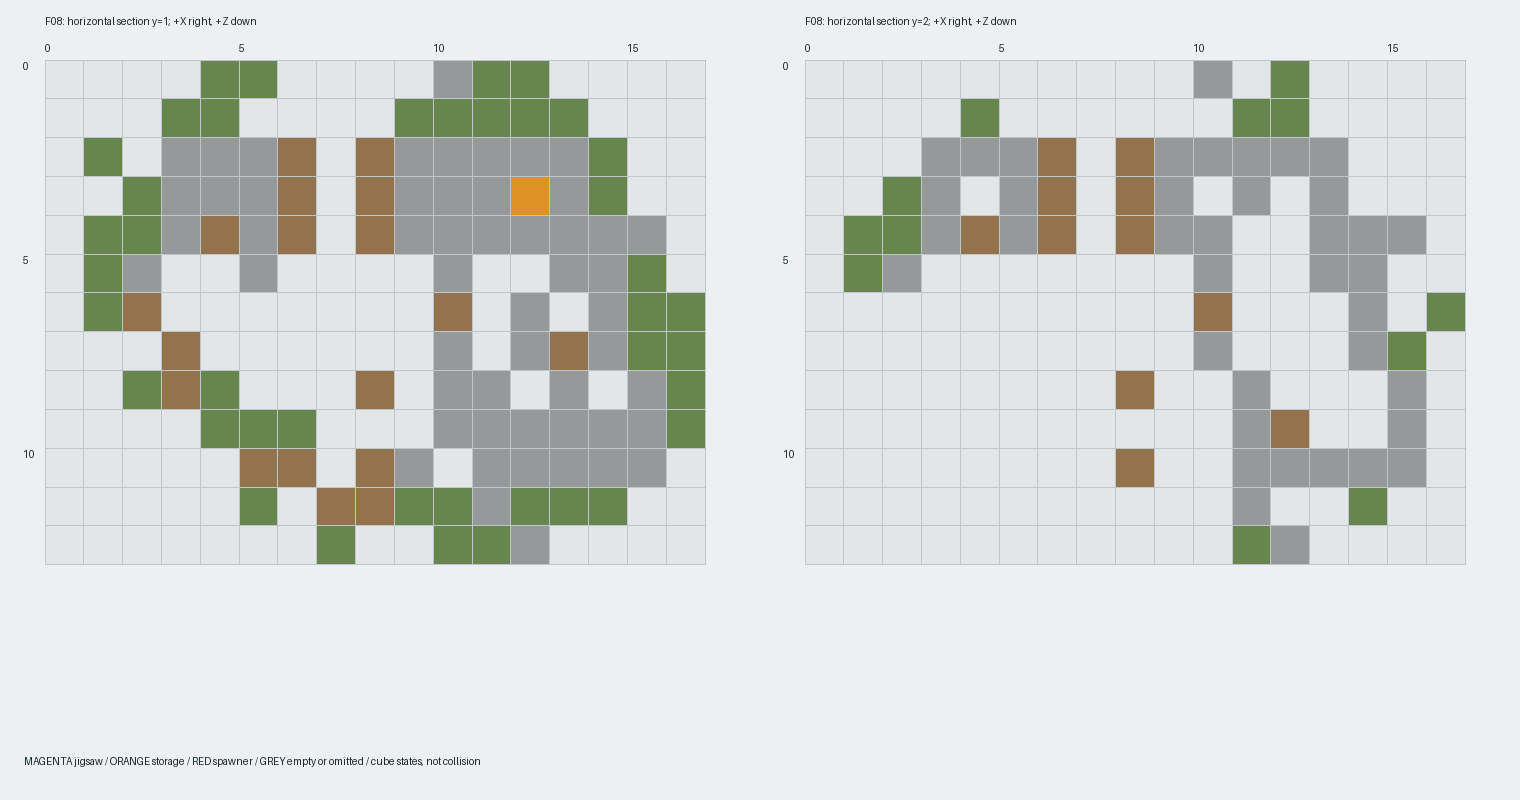 F08: horizontal section y=1; +X right, +Z down
F08: horizontal section y=2; +X right, +Z down
0 5 10 15
0 5 10 15
0
0
5
5
10
10
MAGENTA jigsaw / ORANGE storage / RED spawner / GREY empty or omitted / cube states, not collision